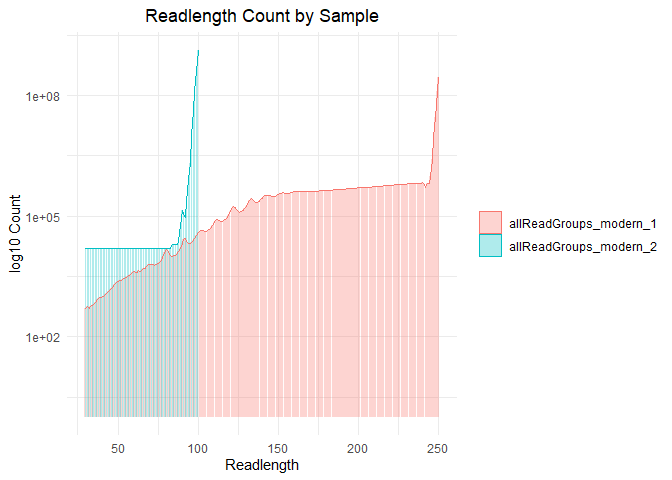 Readlength Count by Sample
log10 Count
1e+08
1e+05
1e+02
50
100
150
200
250
Readlength
allReadGroups_modern_1
allReadGroups_modern_2